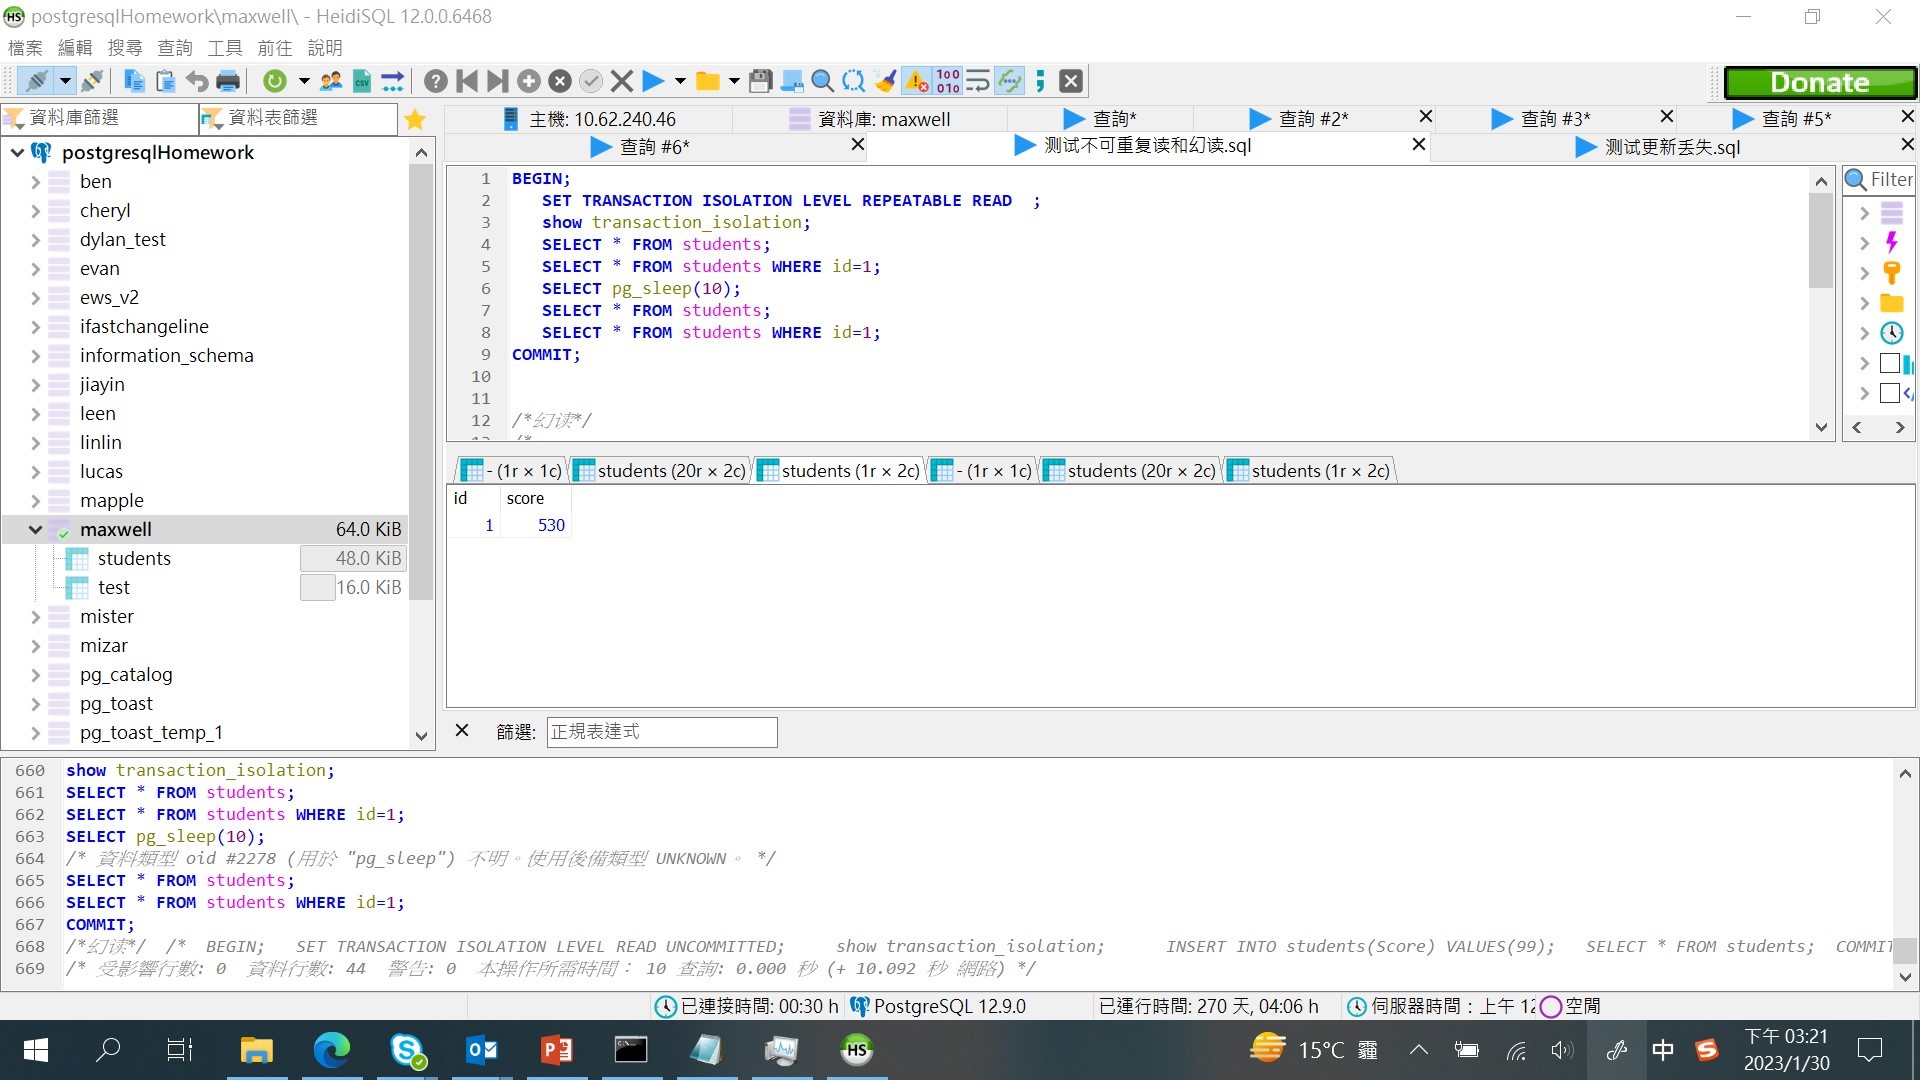 postgresqlHomework\maxwell\ - HeidiSQL 12.0.0.6468
檔案 編輯 搜尋 查詢 工具 前往 說明
Donate
資料庫篩選 資料表篩選
主機: 10.62.240.46 資料庫: maxwell 查詢* 查詢 #2* 查詢 #3* 查詢 #5*
查詢 #6* 测试不可重复读和幻读.sql 测试更新丢失.sql
postgresqlHomework
ben
cheryl
dylan_test
evan
ews_v2
ifastchangeline
information_schema
jiayin
leen
linlin
lucas
mapple
maxwell 64.0 KiB
students 48.0 KiB
test 16.0 KiB
mister
mizar
pg_catalog
pg_toast
pg_toast_temp_1
1 BEGIN;
2 SET TRANSACTION ISOLATION LEVEL REPEATABLE READ ;
3 show transaction_isolation;
4 SELECT * FROM students;
5 SELECT * FROM students WHERE id=1;
6 SELECT pg_sleep(10);
7 SELECT * FROM students;
8 SELECT * FROM students WHERE id=1;
9 COMMIT;
10
11
12 /*幻读*/
Filter
- (1r × 1c) students (20r × 2c) students (1r × 2c) - (1r × 1c) students (20r × 2c) students (1r × 2c)
id score
1 530
篩選: 正規表達式
660 show transaction_isolation;
661 SELECT * FROM students;
662 SELECT * FROM students WHERE id=1;
663 SELECT pg_sleep(10);
664 /* 資料類型 oid #2278 (用於 "pg_sleep") 不明。使用後備類型 UNKNOWN。 */
665 SELECT * FROM students;
666 SELECT * FROM students WHERE id=1;
667 COMMIT;
668 /*幻读*/ /* BEGIN; SET TRANSACTION ISOLATION LEVEL READ UNCOMMITTED; show transaction_isolation; INSERT INTO students(Score) VALUES(99); SELECT * FROM students; COMMIT
669 /* 受影響行數: 0 資料行數: 44 警告: 0 本操作所需時間： 10 查詢: 0.000 秒 (+ 10.092 秒 網路) */
已連接時間: 00:30 h PostgreSQL 12.9.0 已運行時間: 270 天, 04:06 h 伺服器時間：上午 12 空閒
15°C 霾 中 下午 03:21
2023/1/30